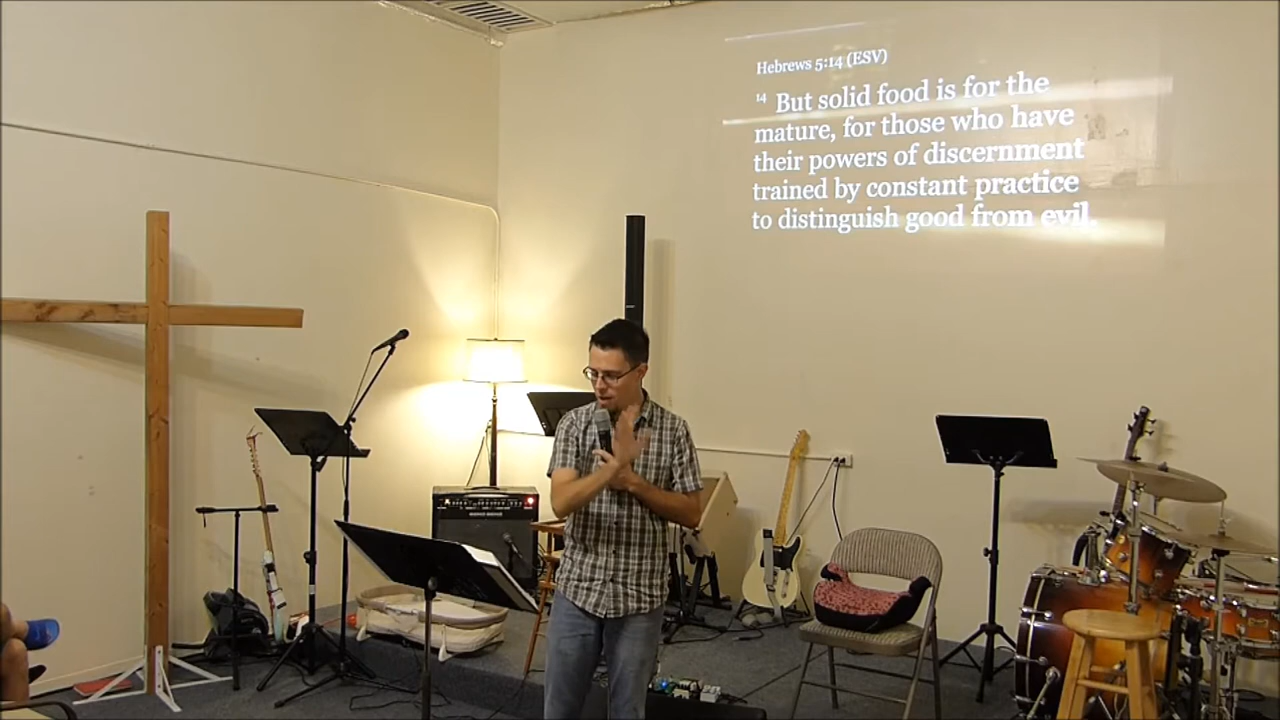 Hebrews 5:14 (ESV)
14 But solid food is for the
mature, for those who have
their powers of discernment
trained by constant practice
to distinguish good from evil.